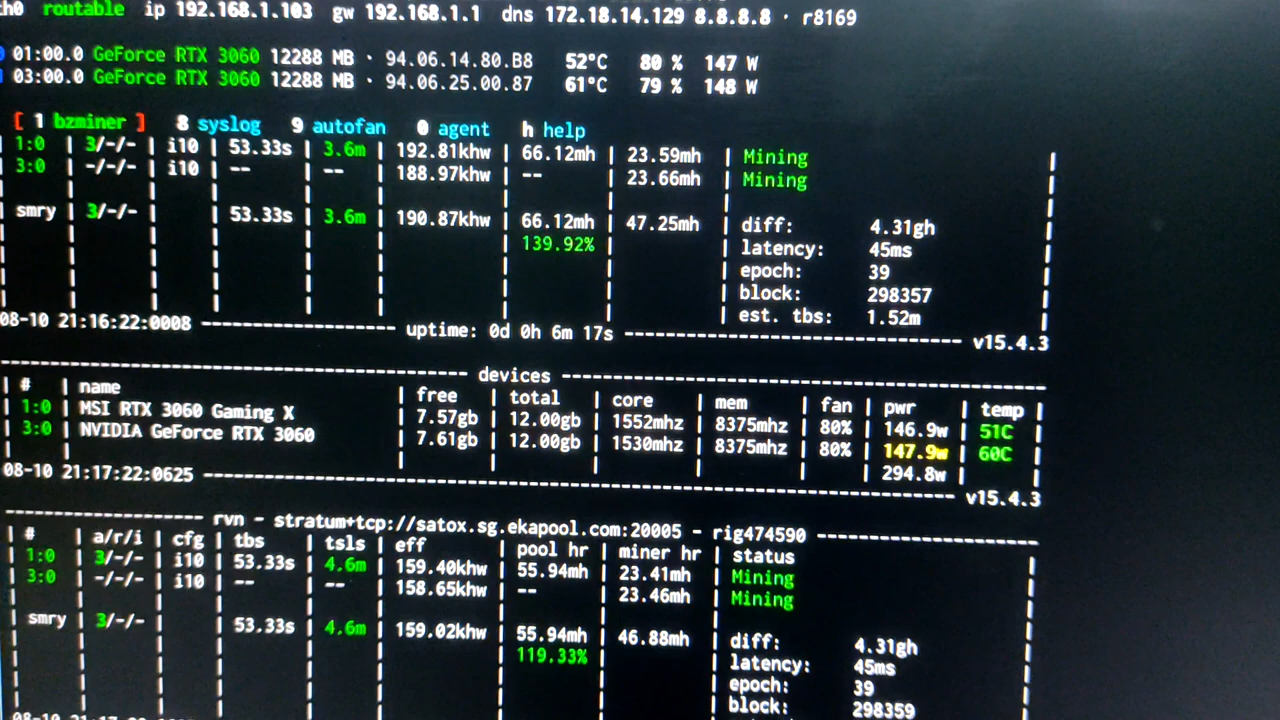 th0 routable ip 192.168.1.103 gw 192.168.1.1 dns 172.18.14.129 8.8.8.8 · r8169
01:00.0 GeForce RTX 3060 12288 MB · 94.06.14.80.B8 52°C 80 % 147 W
03:00.0 GeForce RTX 3060 12288 MB · 94.06.25.00.87 61°C 79 % 148 W
[ 1 bzminer ] 8 syslog 9 autofan 0 agent h help
| 1:0 | 3/-/- | i10 | 53.33s | 3.6m | 192.81khw | 66.12mh | 23.59mh | Mining |
| 3:0 | -/-/- | i10 | -- | -- | 188.97khw | -- | 23.66mh | Mining |
| smry | 3/-/- | | 53.33s | 3.6m | 190.87khw | 66.12mh | 47.25mh | diff: 4.31gh |
139.92% | latency: 45ms
epoch: 39
block: 298357
est. tbs: 1.52m
08-10 21:16:22:0008 ------------------- uptime: 0d 0h 6m 17s --------------------------------- v15.4.3
---------------------------- devices ----------------------------
| # | name | free | total | core | mem | fan | pwr | temp |
| 1:0 | MSI RTX 3060 Gaming X | 7.57gb | 12.00gb | 1552mhz | 8375mhz | 80% | 146.9w | 51C |
| 3:0 | NVIDIA GeForce RTX 3060 | 7.61gb | 12.00gb | 1530mhz | 8375mhz | 80% | 147.9w | 60C |
294.8w
08-10 21:17:22:0625 ---------------------------- v15.4.3
------------------- rvn - stratum+tcp://satox.sg.ekapool.com:20005 - rig474590 ----------------------
| # | a/r/i | cfg | tbs | tsls | eff | pool hr | miner hr | status
| 1:0 | 3/-/- | i10 | 53.33s | 4.6m | 159.40khw | 55.94mh | 23.41mh | Mining |
| 3:0 | -/-/- | i10 | -- | -- | 158.65khw | -- | 23.46mh | Mining |
| smry | 3/-/- | | 53.33s | 4.6m | 159.02khw | 55.94mh | 46.88mh | diff: 4.31gh |
119.33% | latency: 45ms
epoch: 39
block: 298359